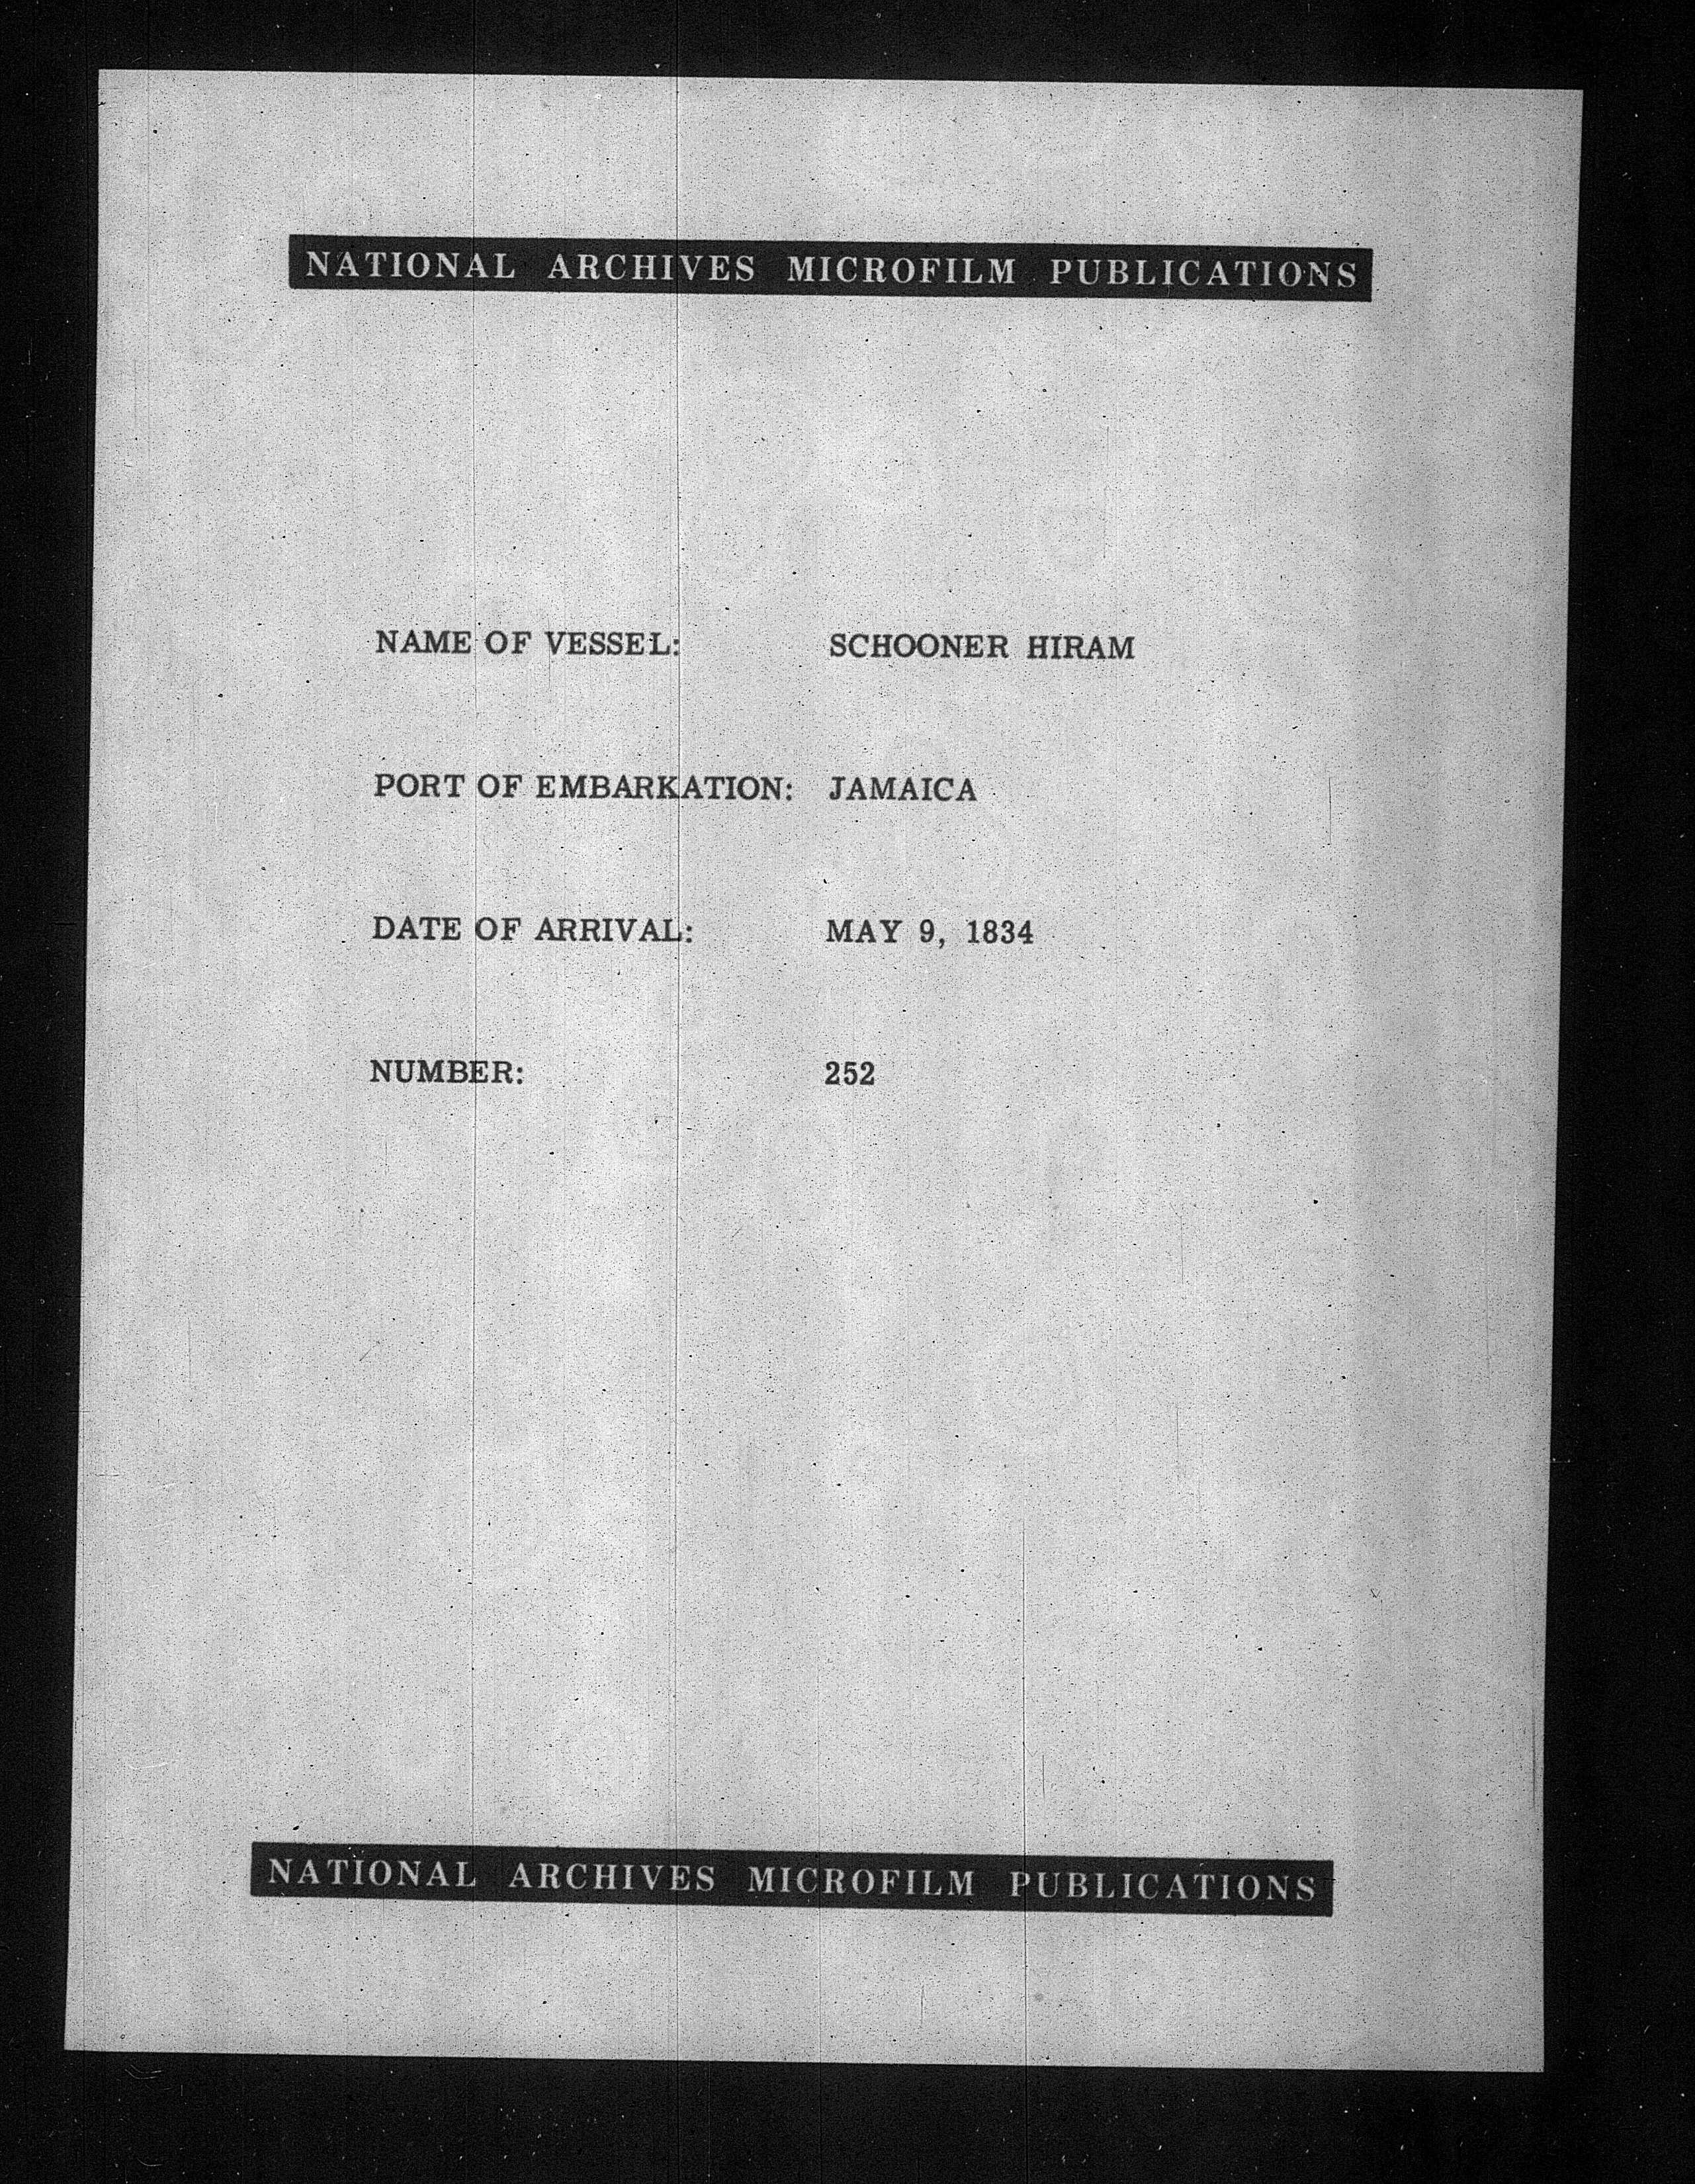 NATIONAL ARCHIVES MICROFILM PUBLICATIONS
NAME OF VESSEL: SCHOONER HIRAM
PORT OF EMBARKATION: JAMAICA
DATE OF ARRIVAL: MAY 9, 1834
NUMBER: 252
NATIONAL ARCHIVES MICROFILM PUBLICATIONS